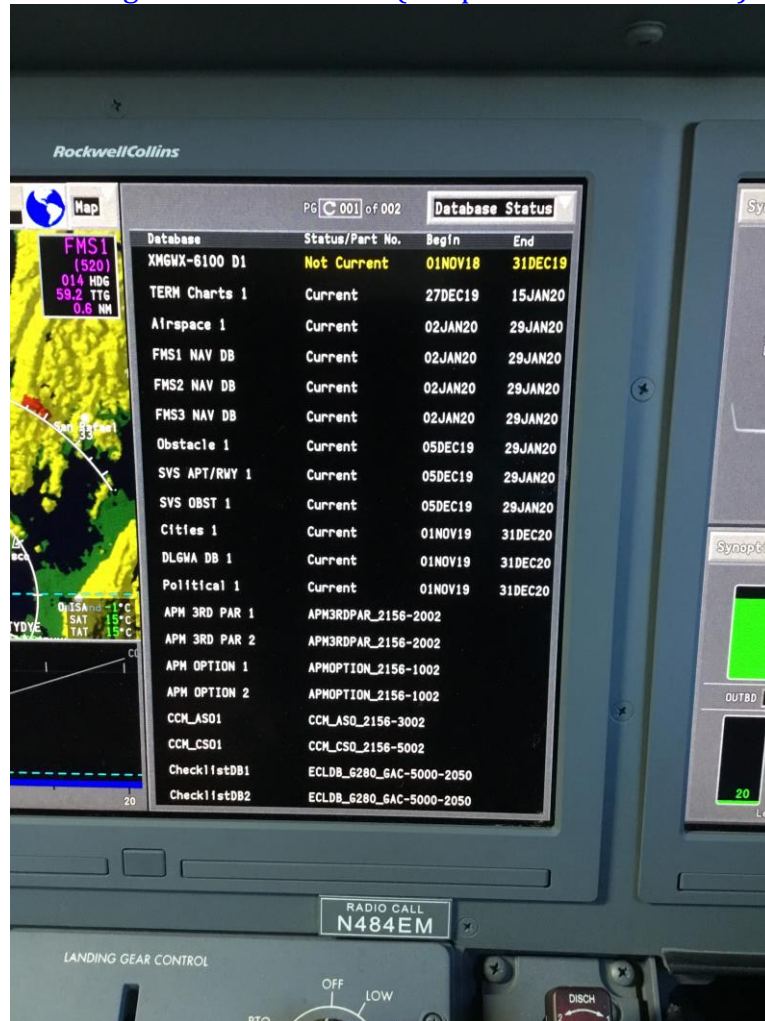 RockwellCollins
Map
PG 001 of 002
Database Status
FMS1
(520)
014 HDG
59.2 TTG
0.6 NM
Database Status/Part No. Begin End
XMGWX-6100 D1 Not Current 01NOV18 31DEC19
TERM Charts 1 Current 27DEC19 15JAN20
Airspace 1 Current 02JAN20 29JAN20
FMS1 NAV DB Current 02JAN20 29JAN20
FMS2 NAV DB Current 02JAN20 29JAN20
FMS3 NAV DB Current 02JAN20 29JAN20
Obstacle 1 Current 05DEC19 29JAN20
SVS APT/RWY 1 Current 05DEC19 29JAN20
SVS OBST 1 Current 05DEC19 29JAN20
Cities 1 Current 01NOV19 31DEC20
DLGWA DB 1 Current 01NOV19 31DEC20
Political 1 Current 01NOV19 31DEC20
APM 3RD PAR 1 APM3RDPAR_2156-2002
APM 3RD PAR 2 APM3RDPAR_2156-2002
APM OPTION 1 APMOPTION_2156-1002
APM OPTION 2 APMOPTION_2156-1002
CCM_ASO1 CCM_ASO_2156-3002
CCM_CSO1 CCM_CSO_2156-5002
ChecklistDB1 ECLDB_G280_GAC-5000-2050
ChecklistDB2 ECLDB_G280_GAC-5000-2050
33
ISA -1°C
SAT 15°C
TAT 15°C
20
OUTBD
20
RADIO CALL
N484EM
LANDING GEAR CONTROL
OFF
LOW
DISCH
2 1